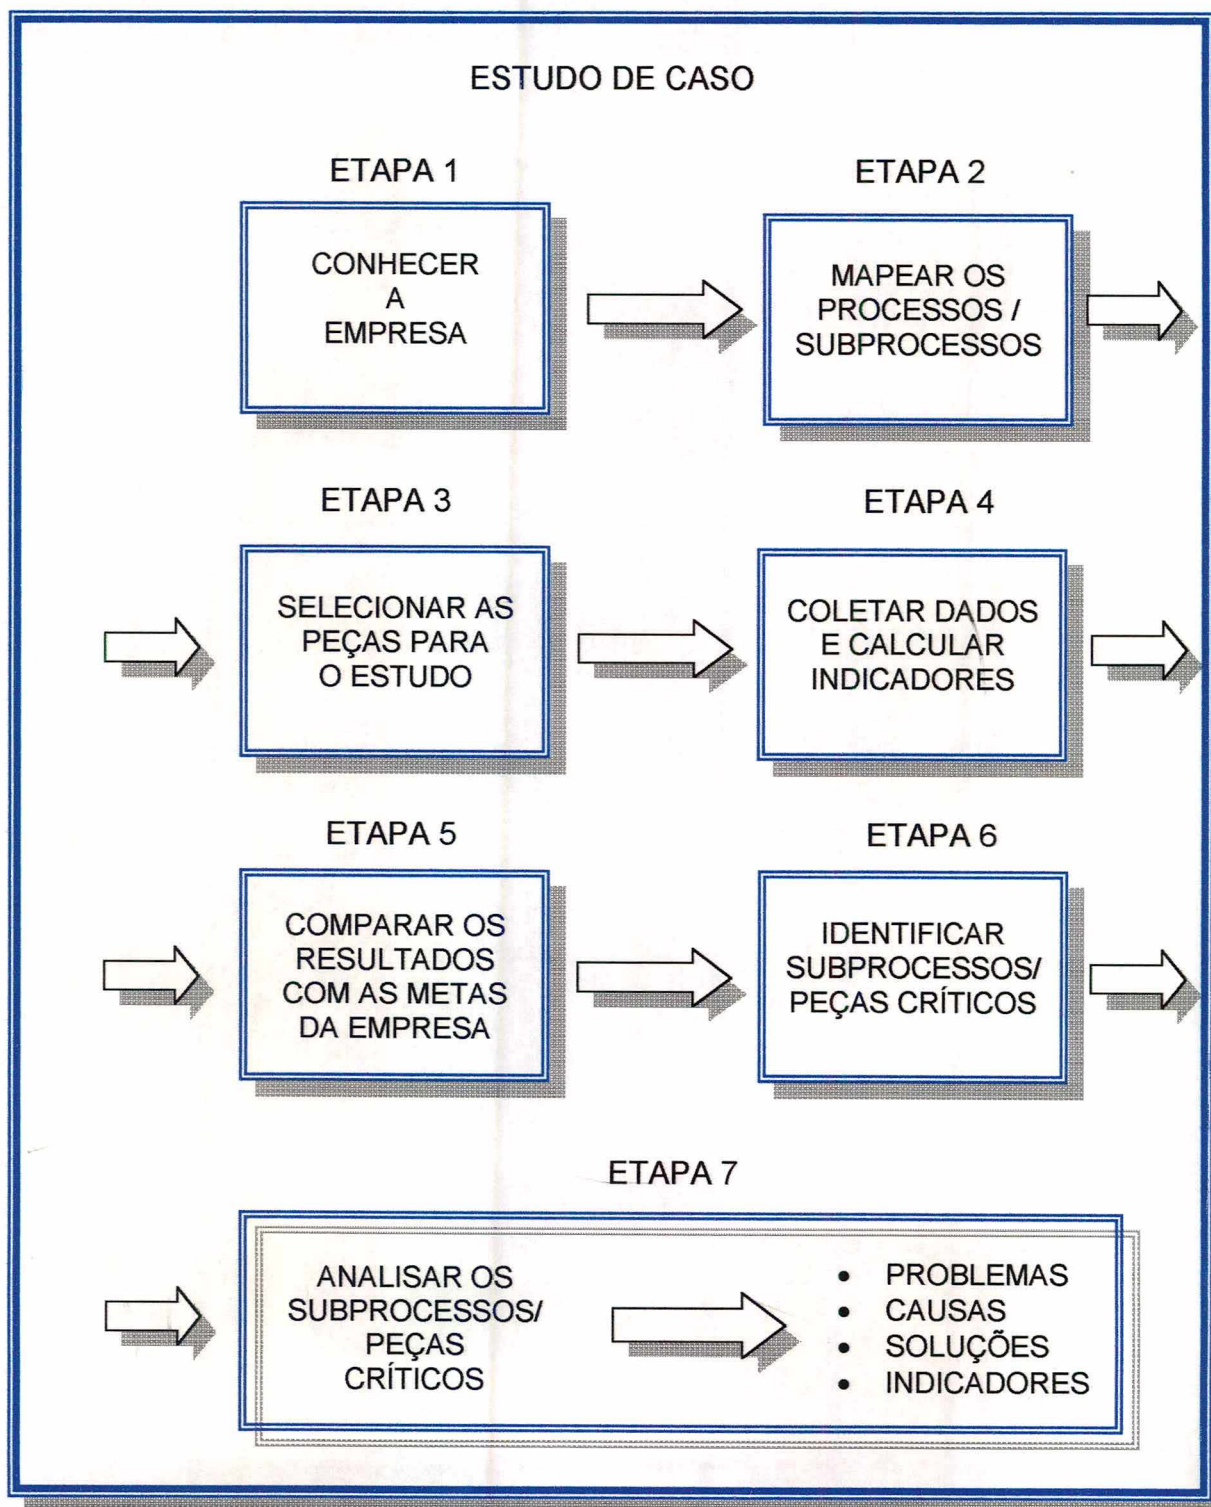 ESTUDO DE CASO
ETAPA 1
CONHECER
A
EMPRESA
ETAPA 2
MAPEAR OS
PROCESSOS /
SUBPROCESSOS
ETAPA 3
SELECIONAR AS
PEÇAS PARA
O ESTUDO
ETAPA 4
COLETAR DADOS
E CALCULAR
INDICADORES
ETAPA 5
COMPARAR OS
RESULTADOS
COM AS METAS
DA EMPRESA
ETAPA 6
IDENTIFICAR
SUBPROCESSOS/
PEÇAS CRÍTICOS
ETAPA 7
ANALISAR OS
SUBPROCESSOS/
PEÇAS
CRÍTICOS
• PROBLEMAS
• CAUSAS
• SOLUÇÕES
• INDICADORES